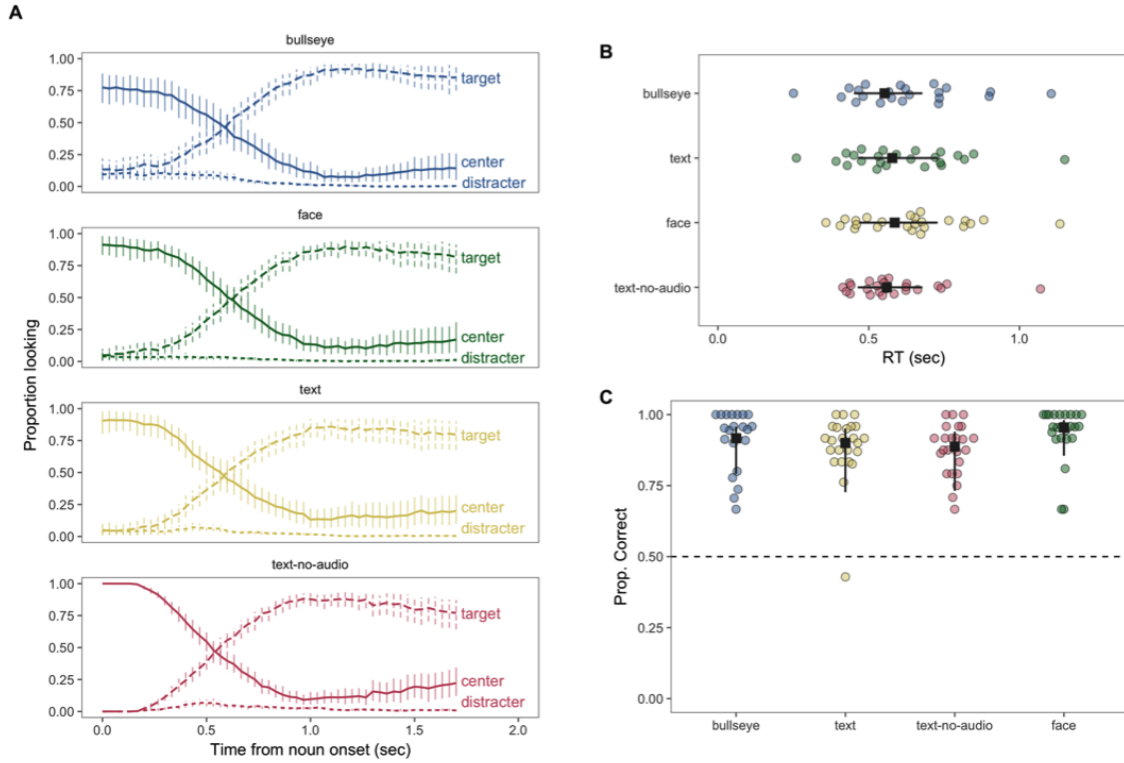 A
bullseye
1.00
0.75
0.50
0.25
0.00
target
center
distracter
face
1.00
0.75
0.50
0.25
0.00
target
center
distracter
text
1.00
0.75
0.50
0.25
0.00
target
center
distracter
text-no-audio
1.00
0.75
0.50
0.25
0.00
target
center
distracter
0.0 0.5 1.0 1.5 2.0
Time from noun onset (sec)
Proportion looking
B
bullseye
text
face
text-no-audio
0.0 0.5 1.0
RT (sec)
C
1.00
0.75
0.50
0.25
0.00
Prop. Correct
bullseye text text-no-audio face